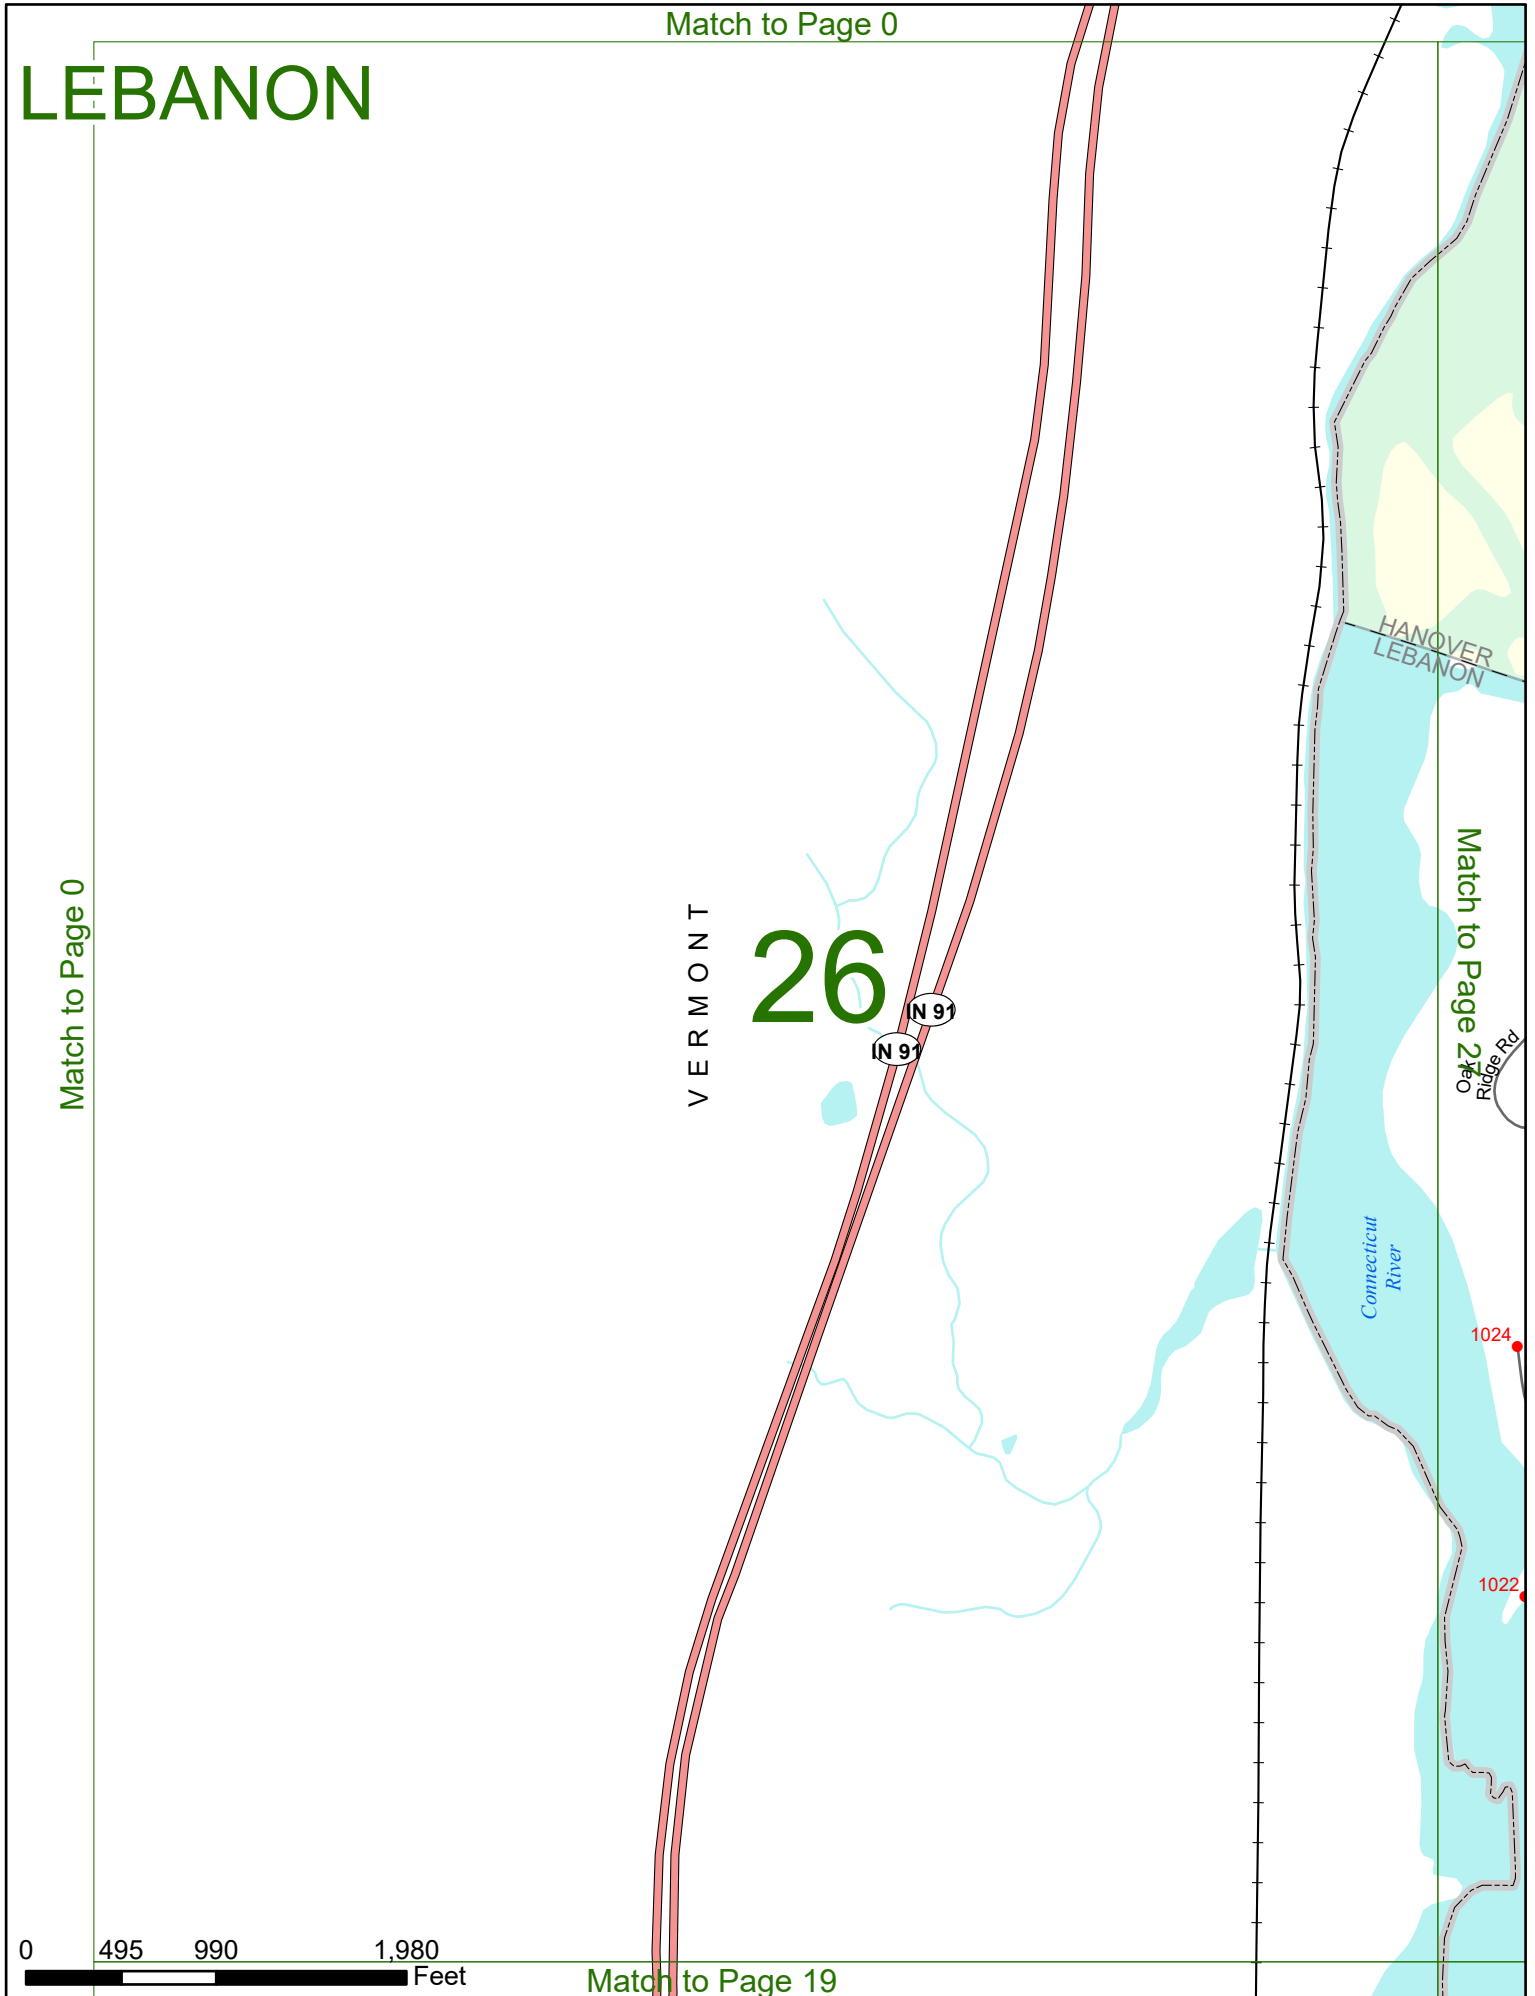 Match to Page 0
LEBANON
HANOVER
LEBANON
Match to Page 0
VERMONT
26
Match to Page 27
IN 91
IN 91
Oak
Ridge Rd
Connecticut
River
1024
1022
0 495 990 1,980
Feet
Match to Page 19